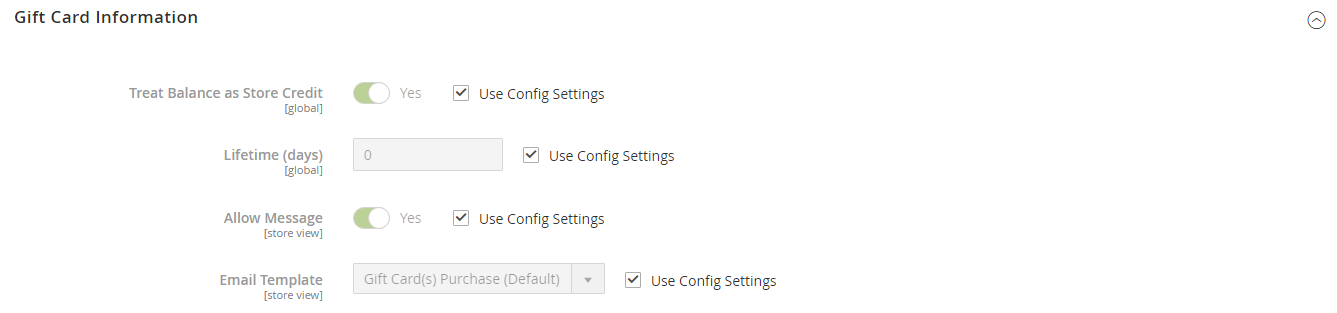 Gift Card Information
Treat Balance as Store Credit Yes Use Config Settings
[global]
Lifetime (days) 0 Use Config Settings
[global]
Allow Message Yes Use Config Settings
[store view]
Email Template Gift Card(s) Purchase (Default) Use Config Settings
[store view]